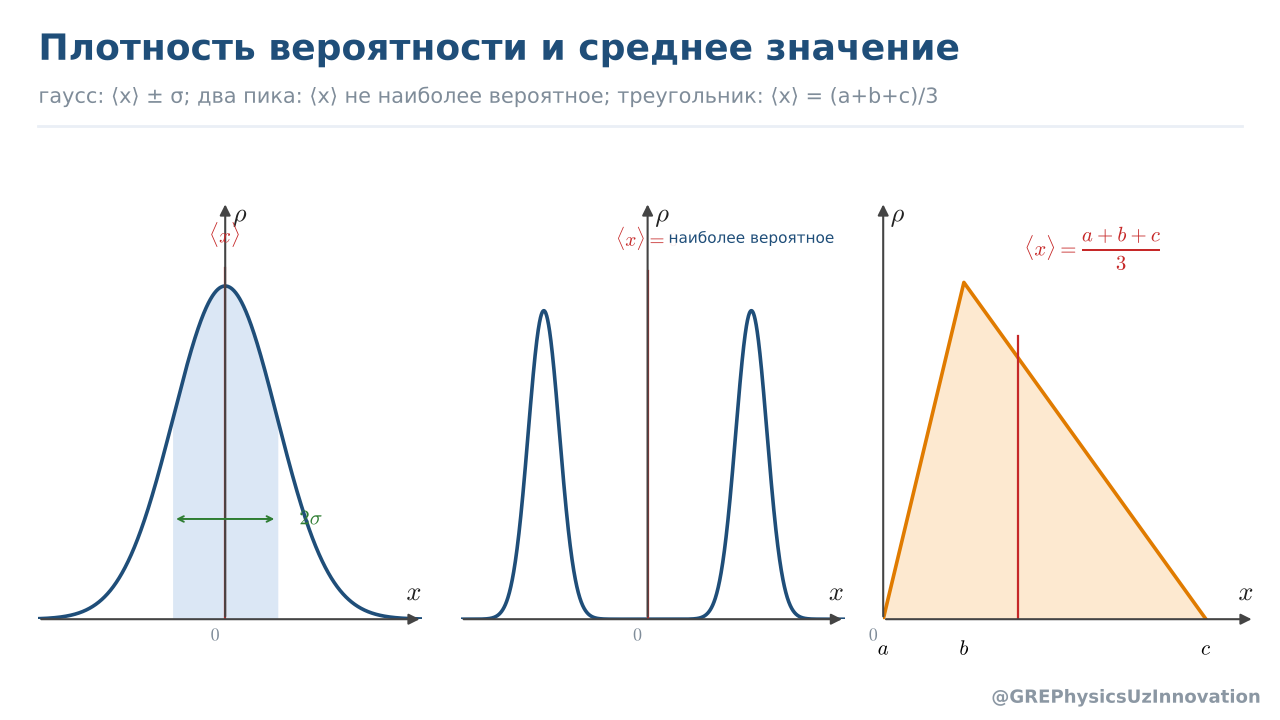 Плотность вероятности и среднее значение
гаусс: ⟨x⟩ ± σ; два пика: ⟨x⟩ не наиболее вероятное; треугольник: ⟨x⟩ = (a+b+c)/3
ρ
⟨x⟩
2σ
x
0
ρ
⟨x⟩ = наиболее вероятное
x
0
ρ
⟨x⟩ = (a + b + c)/3
x
0
a b c
@GREPhysicsUzInnovation